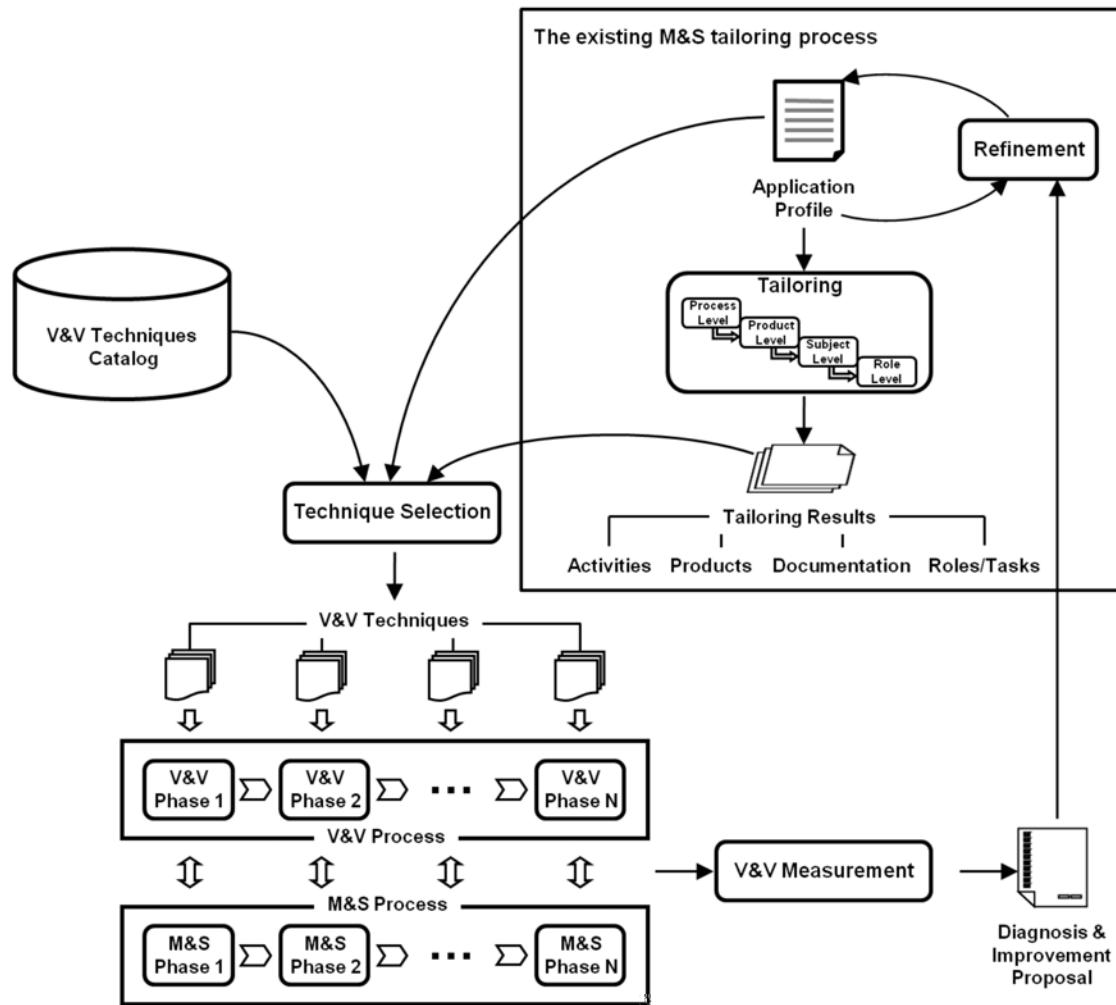 The existing M&S tailoring process
Application
Profile
Refinement
Tailoring
Process
Level
Product
Level
Subject
Level
Role
Level
V&V Techniques
Catalog
Technique Selection
Tailoring Results
Activities Products Documentation Roles/Tasks
V&V Techniques
V&V
Phase 1
V&V
Phase 2
...
V&V
Phase N
V&V Process
M&S Process
M&S
Phase 1
M&S
Phase 2
...
M&S
Phase N
V&V Measurement
Diagnosis &
Improvement
Proposal